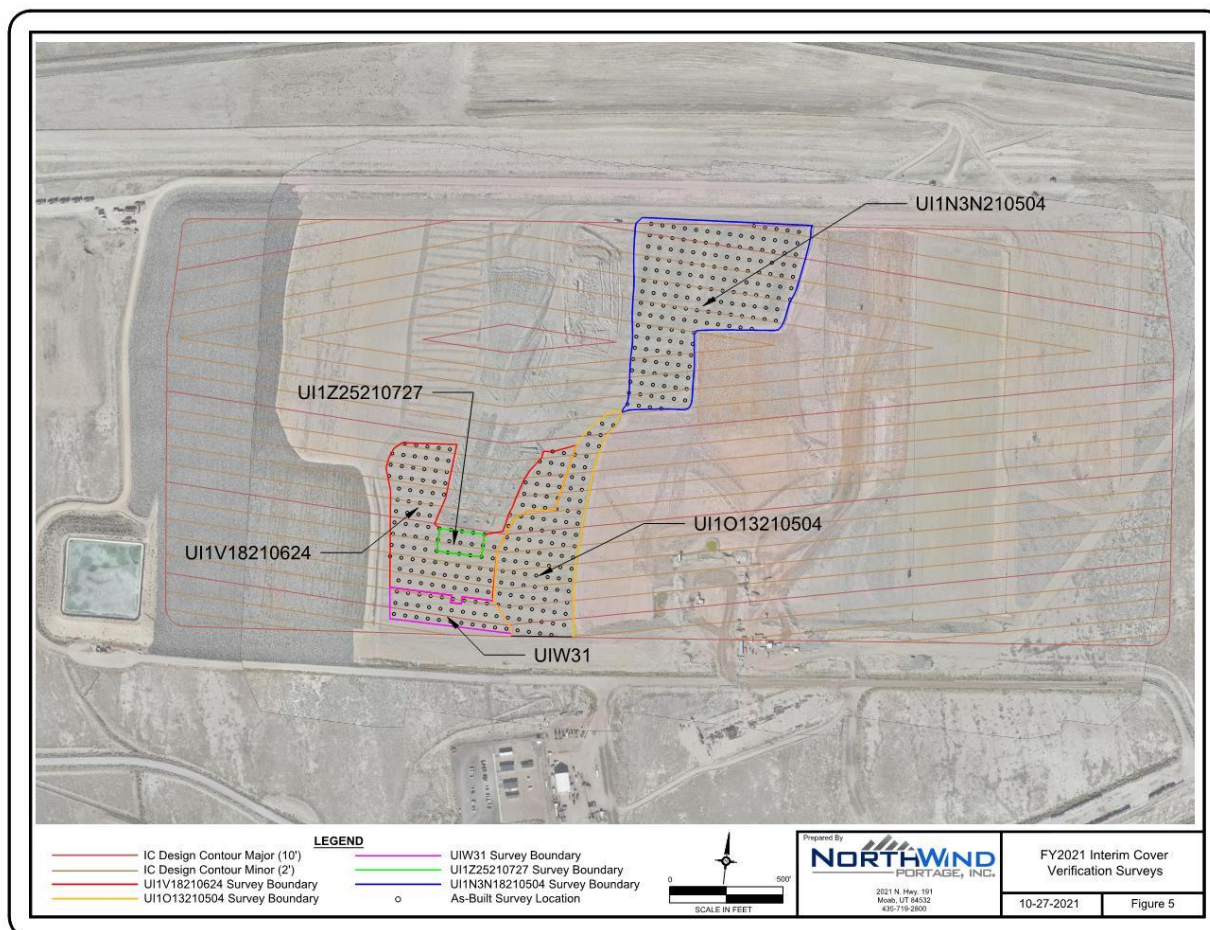 UI1N3N210504
UI1Z25210727
UI1O13210504
UI1V18210624
UIW31
LEGEND
IC Design Contour Major (10')
IC Design Contour Minor (2')
UI1V18210624 Survey Boundary
UI1O13210504 Survey Boundary
UIW31 Survey Boundary
UI1Z25210727 Survey Boundary
UI1N3N18210504 Survey Boundary
As-Built Survey Location
0 500'
SCALE IN FEET
Prepared By
NORTHWIND
PORTAGE, INC.
2021 N. Hwy. 191
Moab, UT 84532
435-719-2800
FY2021 Interim Cover
Verification Surveys
10-27-2021
Figure 5